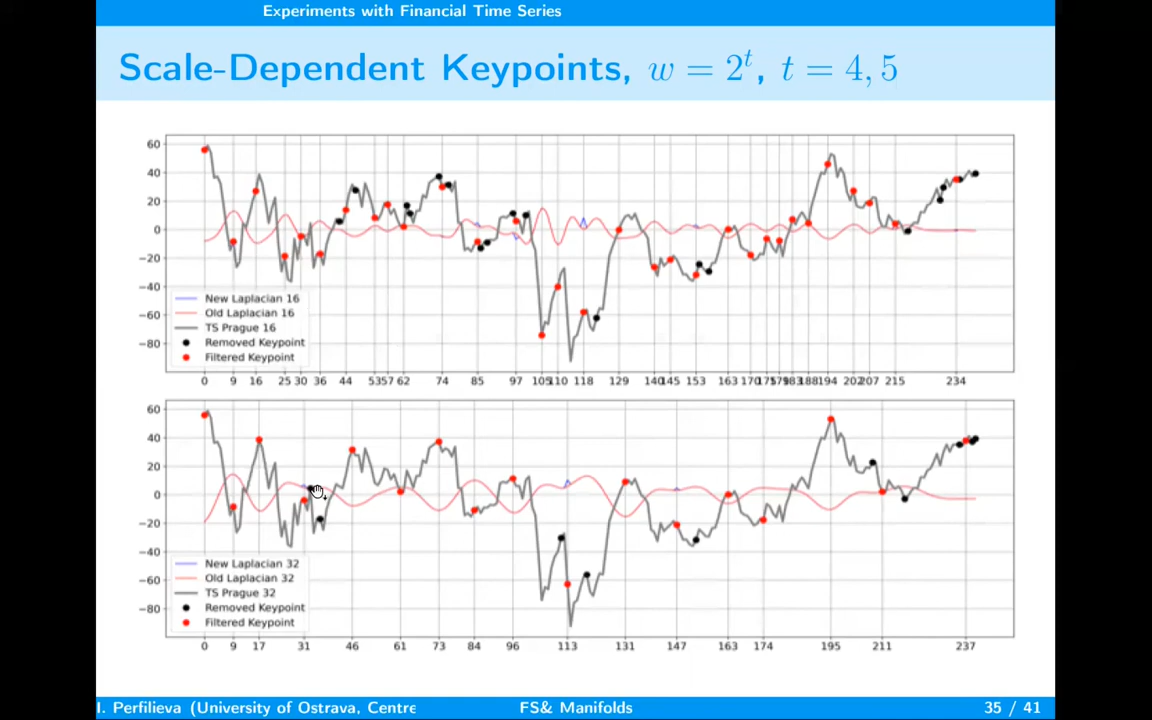 Experiments with Financial Time Series
Scale-Dependent Keypoints, w = 2^t, t = 4, 5
60
40
20
0
−20
−40
−60
−80
New Laplacian 16
Old Laplacian 16
TS Prague 16
Removed Keypoint
Filtered Keypoint
0 9 16 25 30 36 44 53 57 62 74 85 97 105 110 118 129 140 145 153 163 170 175 179 183 188 194 202 207 215 234
60
40
20
0
−20
−40
−60
−80
New Laplacian 32
Old Laplacian 32
TS Prague 32
Removed Keypoint
Filtered Keypoint
0 9 17 31 46 61 73 84 96 113 131 147 163 174 195 211 237
I. Perfilieva (University of Ostrava, Centre FS& Manifolds 35 / 41